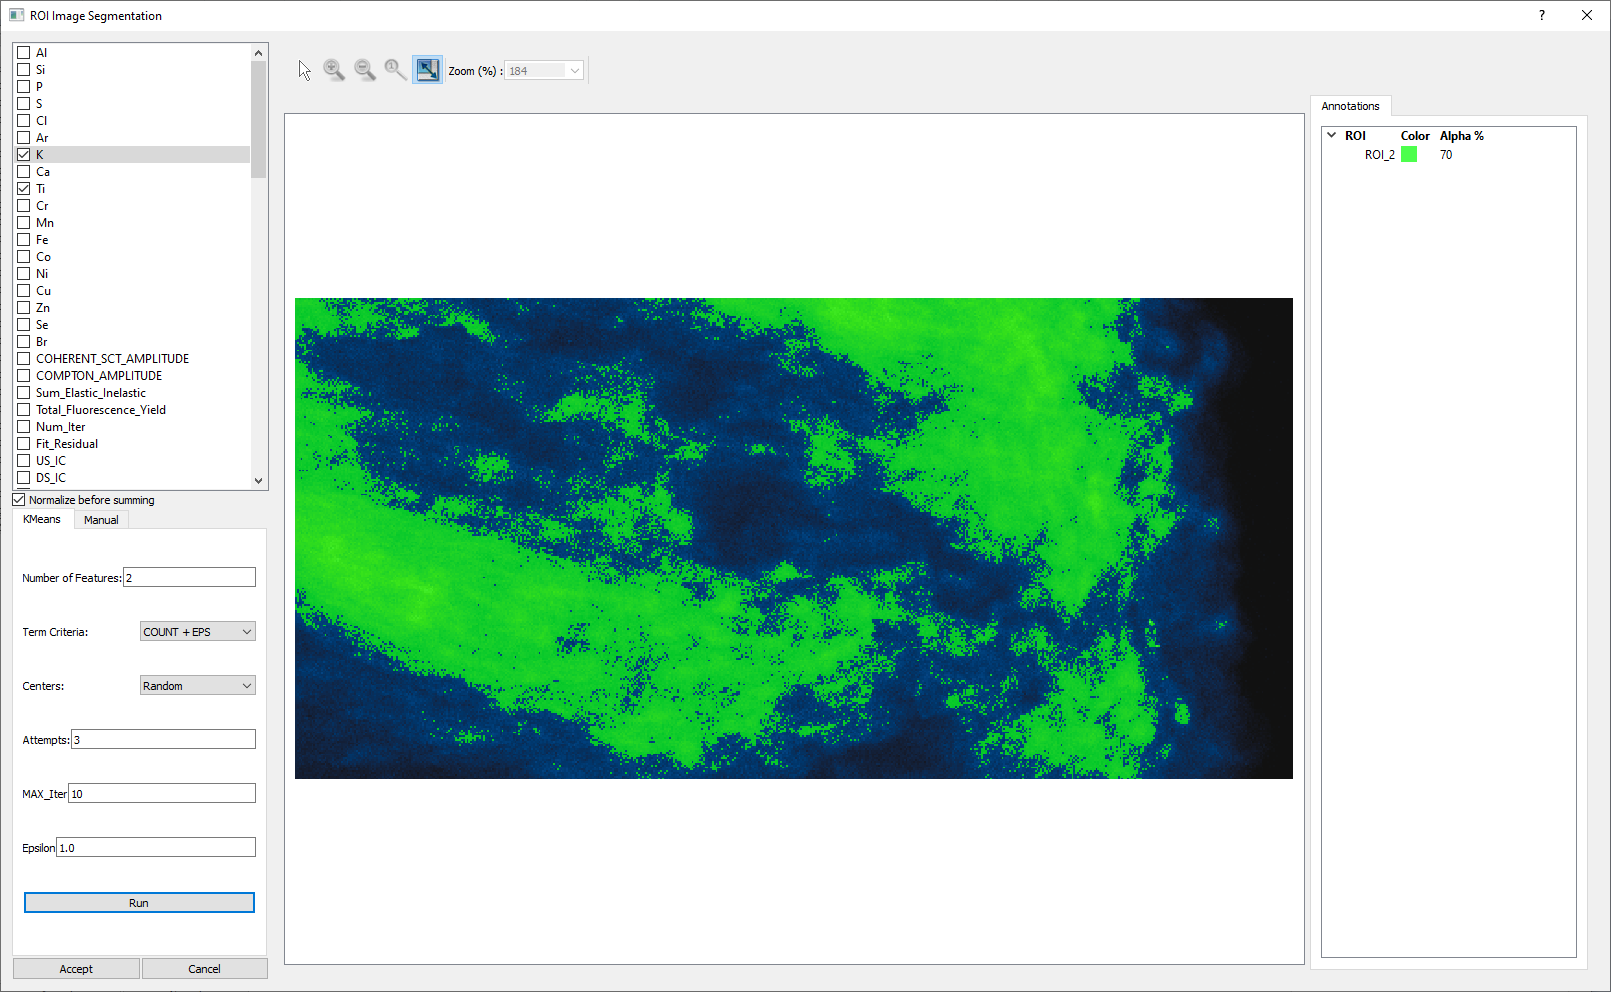 ROI Image Segmentation
?
Al
Si
P
S
Cl
Ar
K
Ca
Ti
Cr
Mn
Fe
Co
Ni
Cu
Zn
Se
Br
COHERENT_SCT_AMPLITUDE
COMPTON_AMPLITUDE
Sum_Elastic_Inelastic
Total_Fluorescence_Yield
Num_Iter
Fit_Residual
US_IC
DS_IC
Normalize before summing
KMeans Manual
Number of Features: 2
Term Criteria: COUNT + EPS
Centers: Random
Attempts: 3
MAX_Iter 10
Epsilon 1.0
Run
Accept Cancel
Zoom (%) : 184
Annotations
ROI Color Alpha %
ROI_2 70